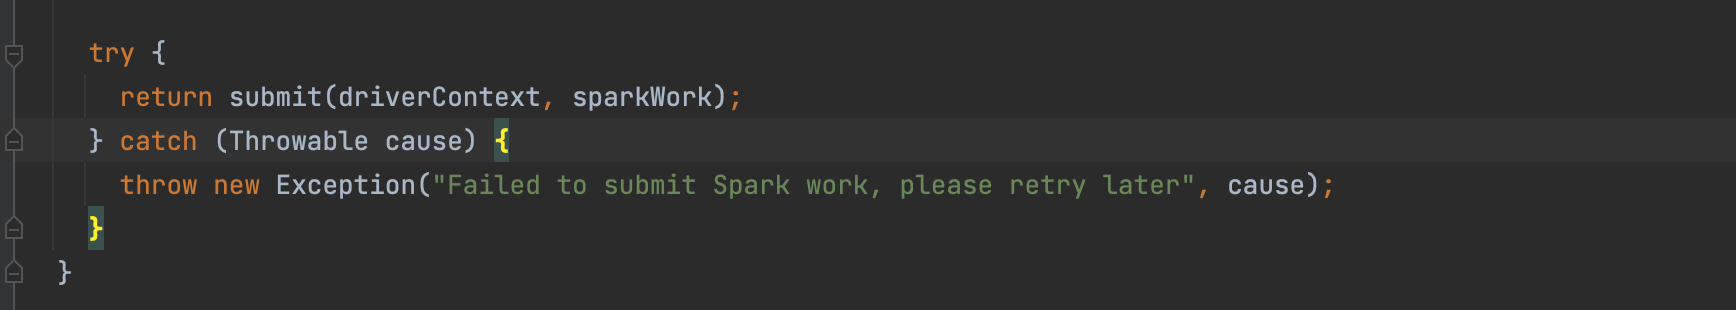 try {
return submit(driverContext, sparkWork);
} catch (Throwable cause) {
throw new Exception("Failed to submit Spark work, please retry later", cause);
}
}